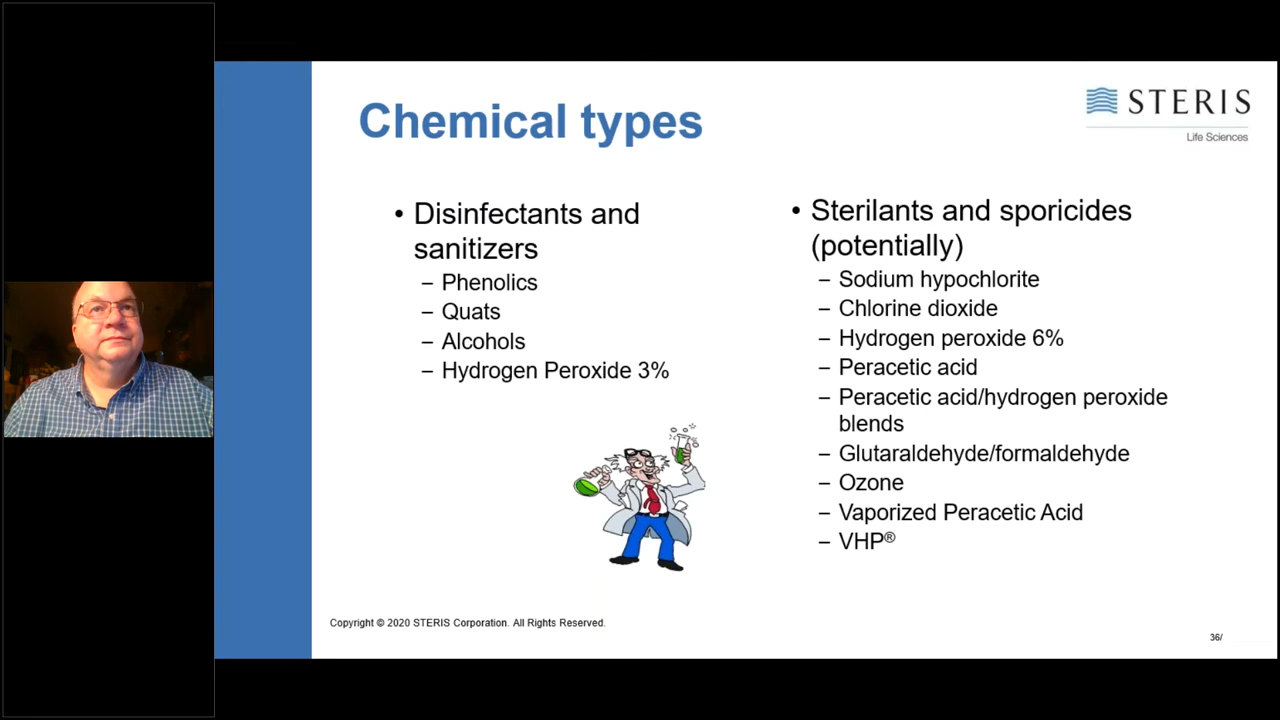 Chemical types
STERIS
Life Sciences
• Disinfectants and
sanitizers
– Phenolics
– Quats
– Alcohols
– Hydrogen Peroxide 3%
• Sterilants and sporicides
(potentially)
– Sodium hypochlorite
– Chlorine dioxide
– Hydrogen peroxide 6%
– Peracetic acid
– Peracetic acid/hydrogen peroxide
blends
– Glutaraldehyde/formaldehyde
– Ozone
– Vaporized Peracetic Acid
– VHP®
Copyright © 2020 STERIS Corporation. All Rights Reserved.
36/